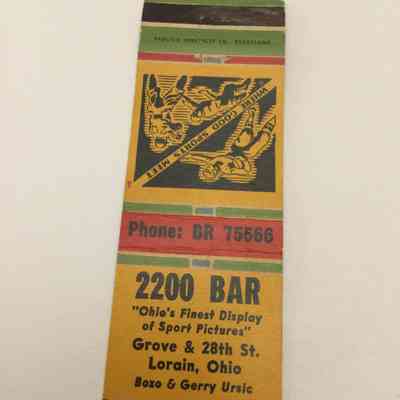 WHERE GOOD SPORTS MEET
Phone: BR 75666
2200 BAR
"Ohio's Finest Display
of Sport Pictures"
Grove & 28th St.
Lorain, Ohio
Boxo & Gerry Ursic